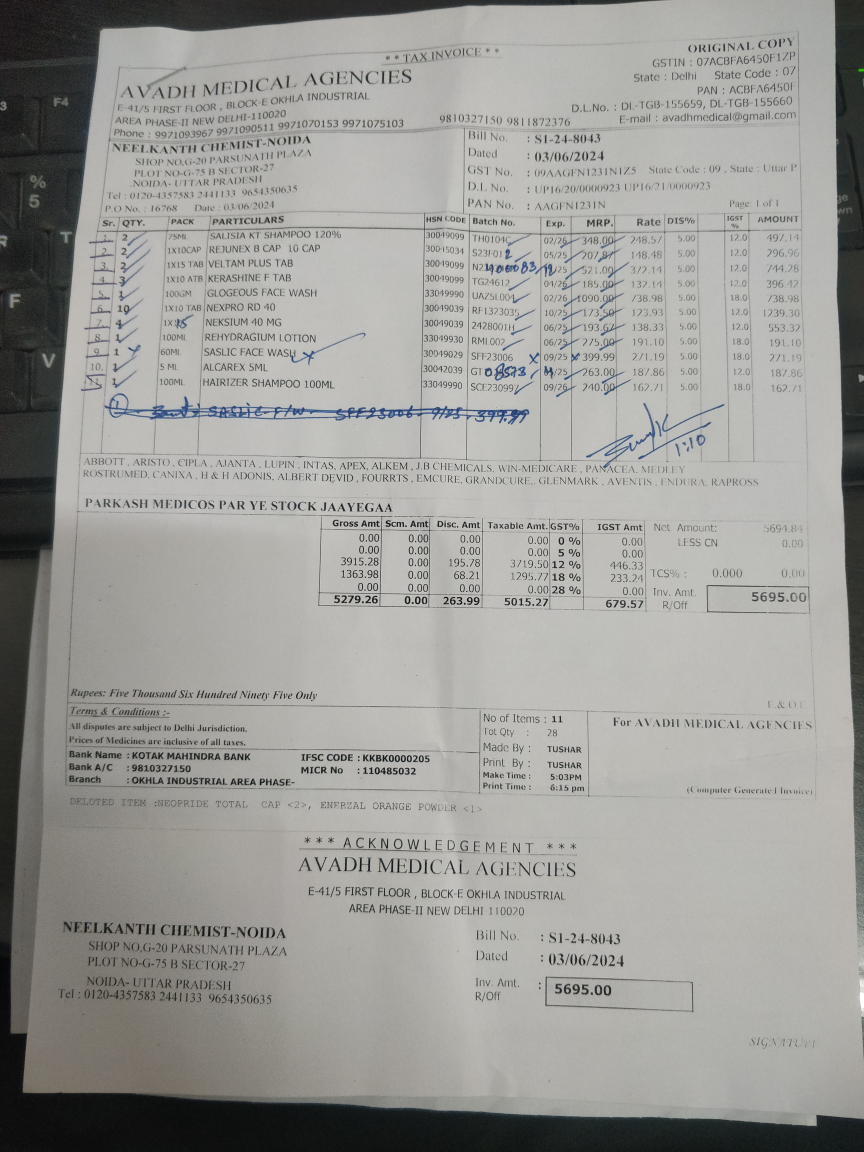 * * TAX INVOICE * *
ORIGINAL COPY
AVADH MEDICAL AGENCIES
E-41/5 FIRST FLOOR , BLOCK-E OKHLA INDUSTRIAL
AREA PHASE-II NEW DELHI-110020
Phone : 9971093967 9971090511 9971070153 9971075103
9810327150 9811872376
GSTIN : 07ACBFA6450F1ZP
State : Delhi State Code : 07
PAN : ACBFA6450F
D.L.No. : DL-TGB-155659, DL-TGB-155660
E-mail : avadhmedical@gmail.com
NEELKANTH CHEMIST-NOIDA
SHOP NO,G-20 PARSUNATH PLAZA
PLOT NO-G-75 B SECTOR-27
.NOIDA- UTTAR PRADESH
Tel : 0120-4357583 2441133 9654350635
P.O No. : 16768 Date : 03/06/2024
Bill No. : S1-24-8043
Dated : 03/06/2024
GST No. : 09AAGFN1231N1Z5 State Code : 09 , State : Uttar P
D.L. No. : UP16/20/0000923 UP16/21/0000923
PAN No. : AAGFN1231N
Page: 1 of 1
Sr. QTY. PACK PARTICULARS HSN CODE Batch No. Exp. MRP. Rate DIS% IGST % AMOUNT
1. 2 75ML SALISIA KT SHAMPOO 120% 30049099 TH0104C 02/26 348.00 248.57 5.00 12.0 497.14
2. 2 1X10CAP REJUNEX B CAP 10 CAP 30045034 S23F012 05/25 207.87 148.48 5.00 12.0 296.96
3. 2 1X15 TAB VELTAM PLUS TAB 30049099 521.00 372.14 5.00 12.0 744.28
4. 3 1X10 ATB KERASHINE F TAB 30049099 TG24612 04/26 185.00 132.14 5.00 12.0 396.42
5. 1 100GM GLOGEOUS FACE WASH 33049990 UAZSL004 02/26 1090.00 738.98 5.00 18.0 738.98
6. 10 1X10 TAB NEXPRO RD 40 30049039 RF1323035 10/25 173.50 123.93 5.00 12.0 1239.30
7. 4 1X15 NEKSIUM 40 MG 30049039 2428001H 06/25 193.67 138.33 5.00 12.0 553.32
8. 1 100ML REHYDRAGIUM LOTION 33049930 RML002 06/25 275.00 191.10 5.00 18.0 191.10
9. 1 60ML SASLIC FACE WASH 30049029 SFF23006 09/25 399.99 271.19 5.00 18.0 271.19
10. 1 5 ML ALCAREX 5ML 30042039 263.00 187.86 5.00 12.0 187.86
11. 1 100ML HAIRIZER SHAMPOO 100ML 33049990 SCE23099 09/26 240.00 162.71 5.00 18.0 162.71
1 SASLIC F/W SFF23006 9/25 . 399.99
1:10
ABBOTT , ARISTO , CIPLA , AJANTA , LUPIN , INTAS, APEX, ALKEM , J.B CHEMICALS, WIN-MEDICARE , PANACEA, MEDLEY
ROSTRUMED, CANIXA , H & H ADONIS, ALBERT DEVID , FOURRTS , EMCURE, GRANDCURE,. GLENMARK , AVENTIS , ENDURA, RAPROSS
PARKASH MEDICOS PAR YE STOCK JAAYEGAA
Gross Amt Scm. Amt Disc. Amt Taxable Amt. GST% IGST Amt
0.00 0.00 0.00 0.00 0 % 0.00
0.00 0.00 0.00 0.00 5 % 0.00
3915.28 0.00 195.78 3719.50 12 % 446.33
1363.98 0.00 68.21 1295.77 18 % 233.24
0.00 0.00 0.00 0.00 28 % 0.00
5279.26 0.00 263.99 5015.27 679.57
Net Amount: 5694.84
LESS CN 0.00
TCS% : 0.000 0.00
Inv. Amt. R/Off 5695.00
Rupees: Five Thousand Six Hundred Ninety Five Only
E.& O.E
Terms & Conditions :-
All disputes are subject to Delhi Jurisdiction.
Prices of Medicines are inclusive of all taxes.
Bank Name : KOTAK MAHINDRA BANK IFSC CODE : KKBK0000205
Bank A/C : 9810327150 MICR No : 110485032
Branch : OKHLA INDUSTRIAL AREA PHASE-
No of Items : 11
Tot Qty : 28
Made By : TUSHAR
Print By : TUSHAR
Make Time : 5:03PM
Print Time : 6:15 pm
For AVADH MEDICAL AGENCIES
(Computer Generated Invoice)
DELOTED ITEM :NEOPRIDE TOTAL CAP <2>, ENERZAL ORANGE POWDER <1>
* * * ACKNOWLEDGEMENT * * *
AVADH MEDICAL AGENCIES
E-41/5 FIRST FLOOR , BLOCK-E OKHLA INDUSTRIAL
AREA PHASE-II NEW DELHI 110020
NEELKANTH CHEMIST-NOIDA
SHOP NO,G-20 PARSUNATH PLAZA
PLOT NO-G-75 B SECTOR-27
NOIDA- UTTAR PRADESH
Tel : 0120-4357583 2441133 9654350635
Bill No. : S1-24-8043
Dated : 03/06/2024
Inv. Amt. R/Off : 5695.00
SIGNATURE
F4
%
5
R
T
F
V